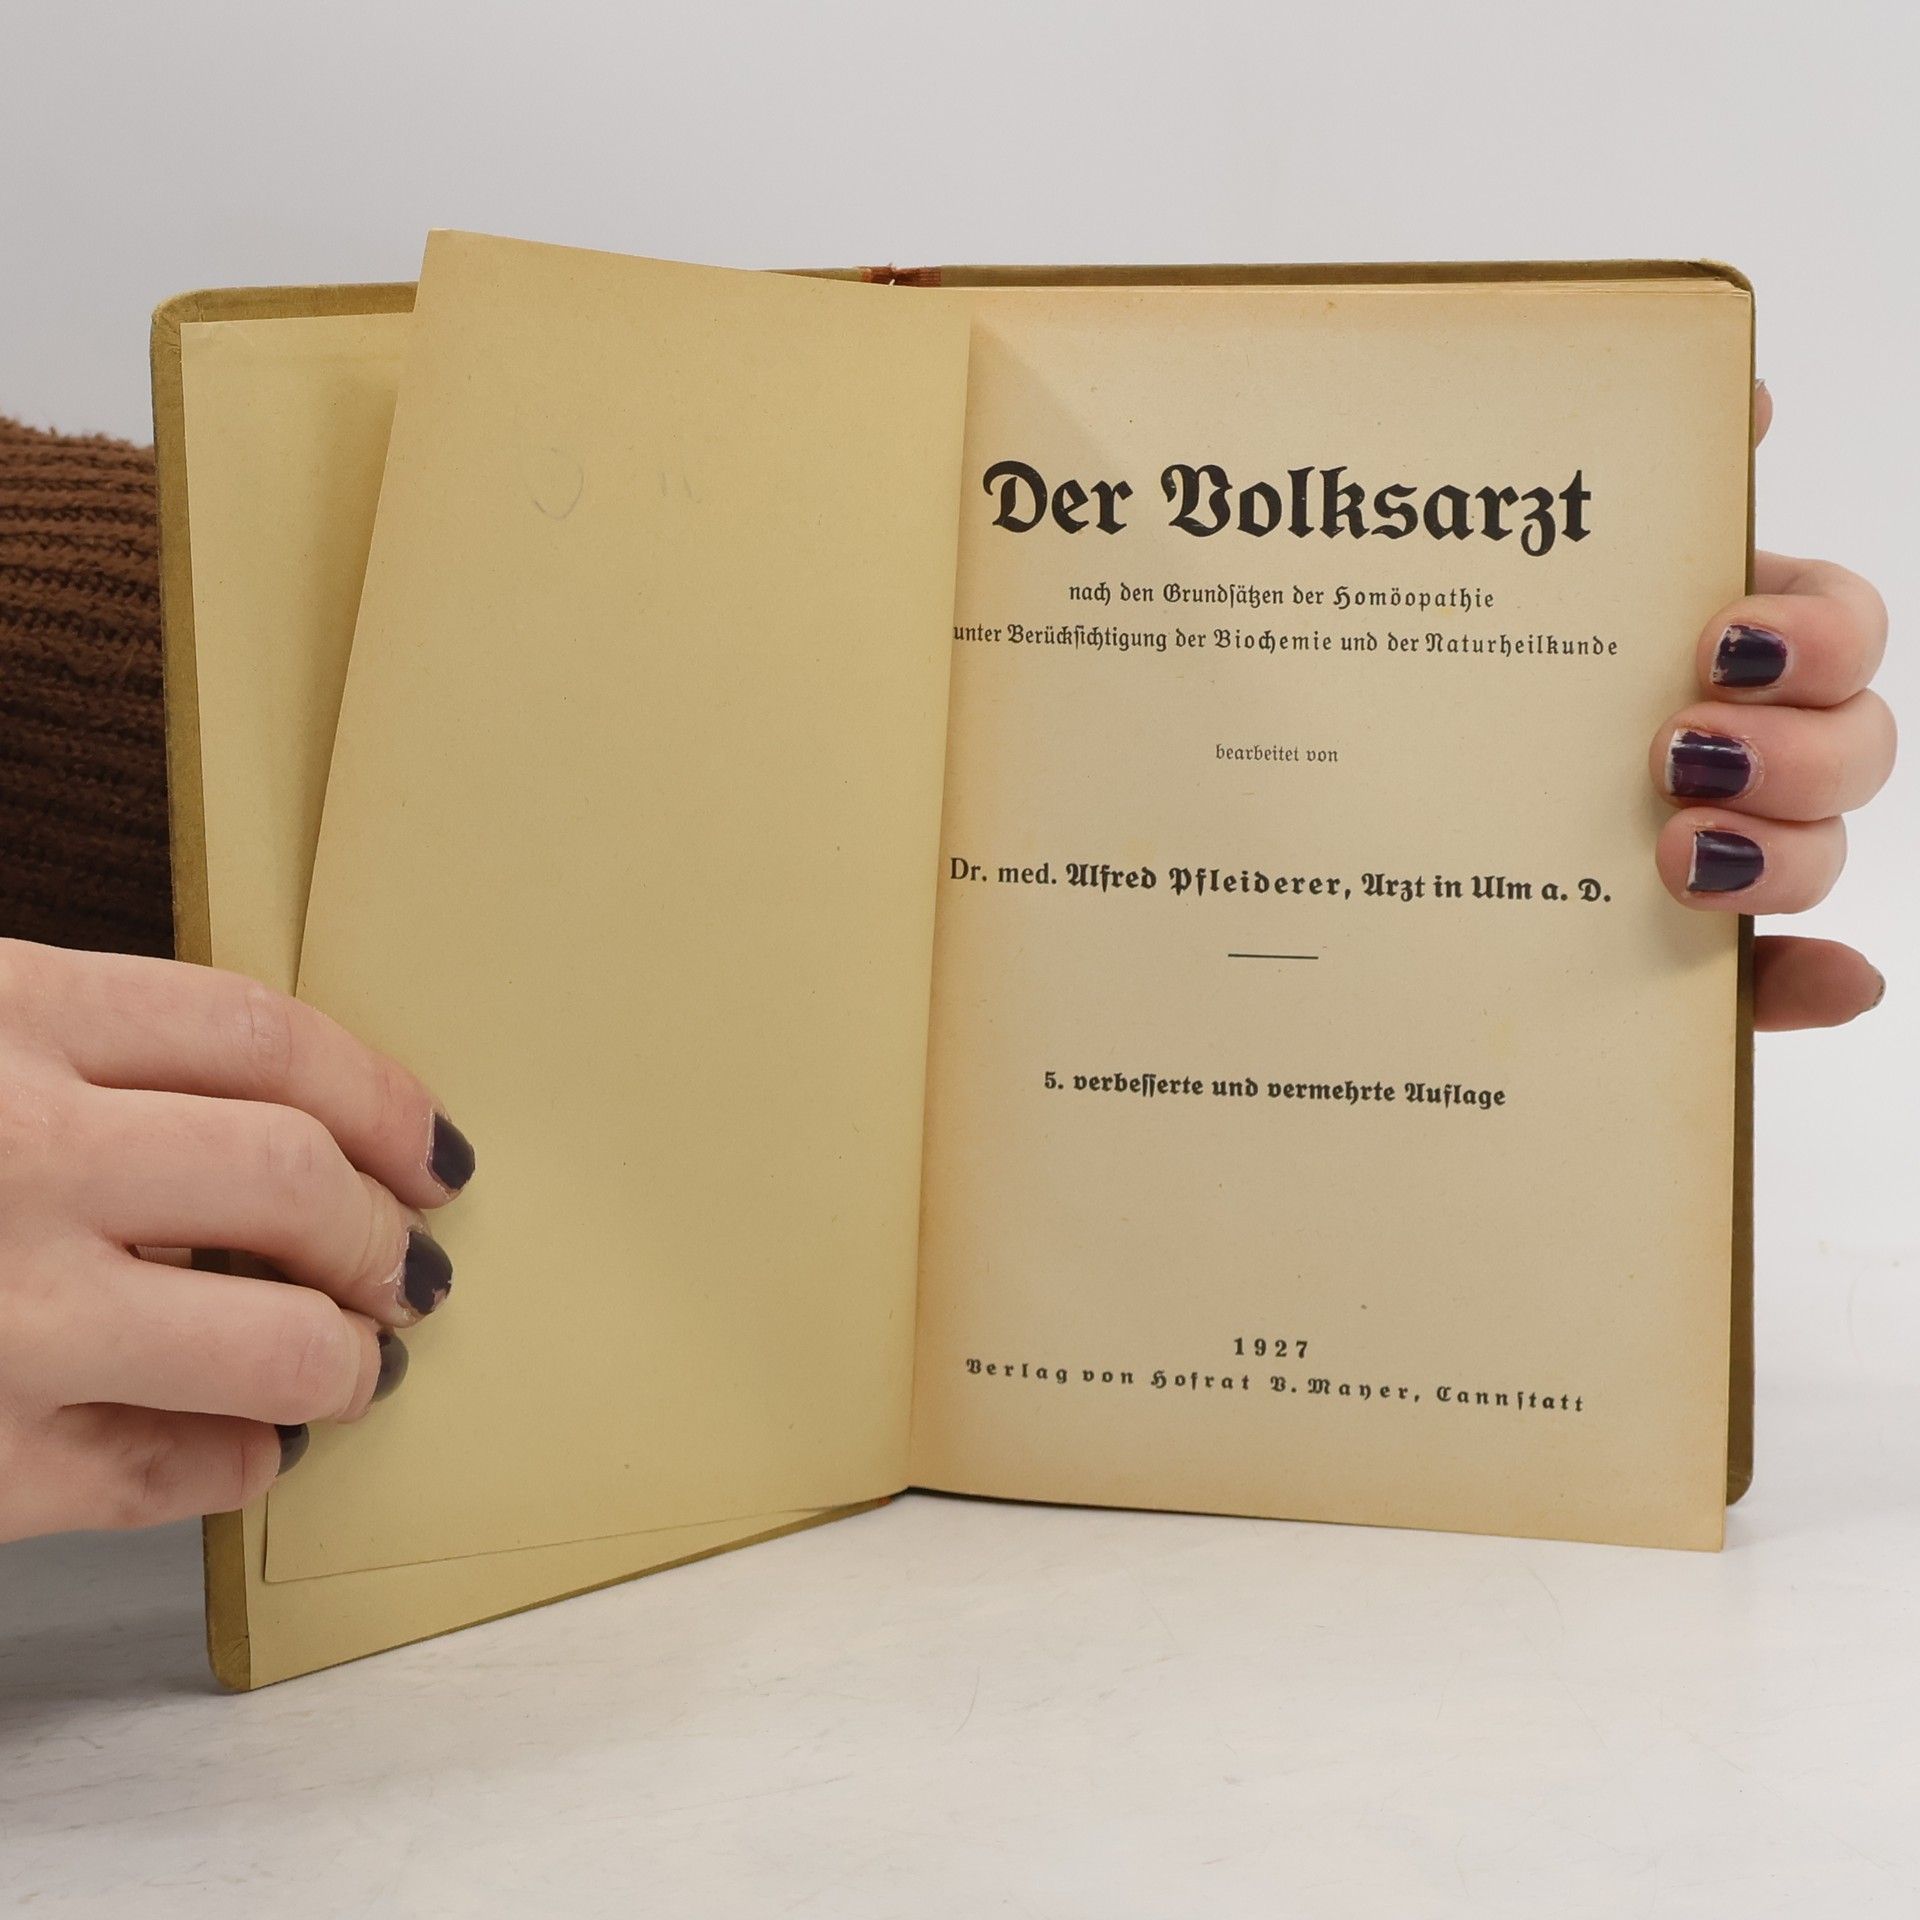 Der Volksarzt
nach den Grundſätzen der Homöopathie
unter Berückſichtigung der Biochemie und der Naturheilkunde
bearbeitet von
Dr. med. Alfred Pfleiderer, Arzt in Ulm a. D.
5. verbeſſerte und vermehrte Auflage
1927
Verlag von Hofrat V. Mayer, Cannſtatt